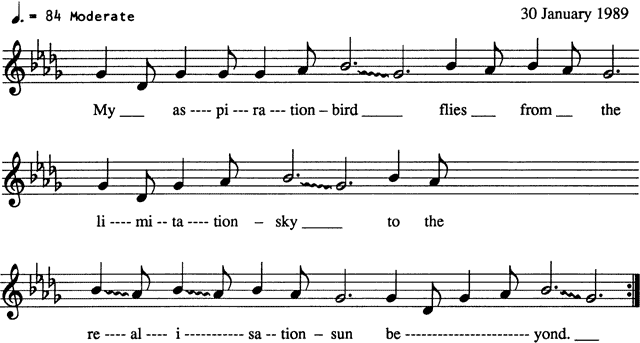 ♩. = 84 Moderate 30 January 1989
My ___ as ---- pi --- ra --- tion – bird _____ flies ___ from __ the
li ---- mi -- ta ---- tion – sky _____ to the
re ---- al ---- i ----------- sa -- tion – sun be ----------------------- yond. ___